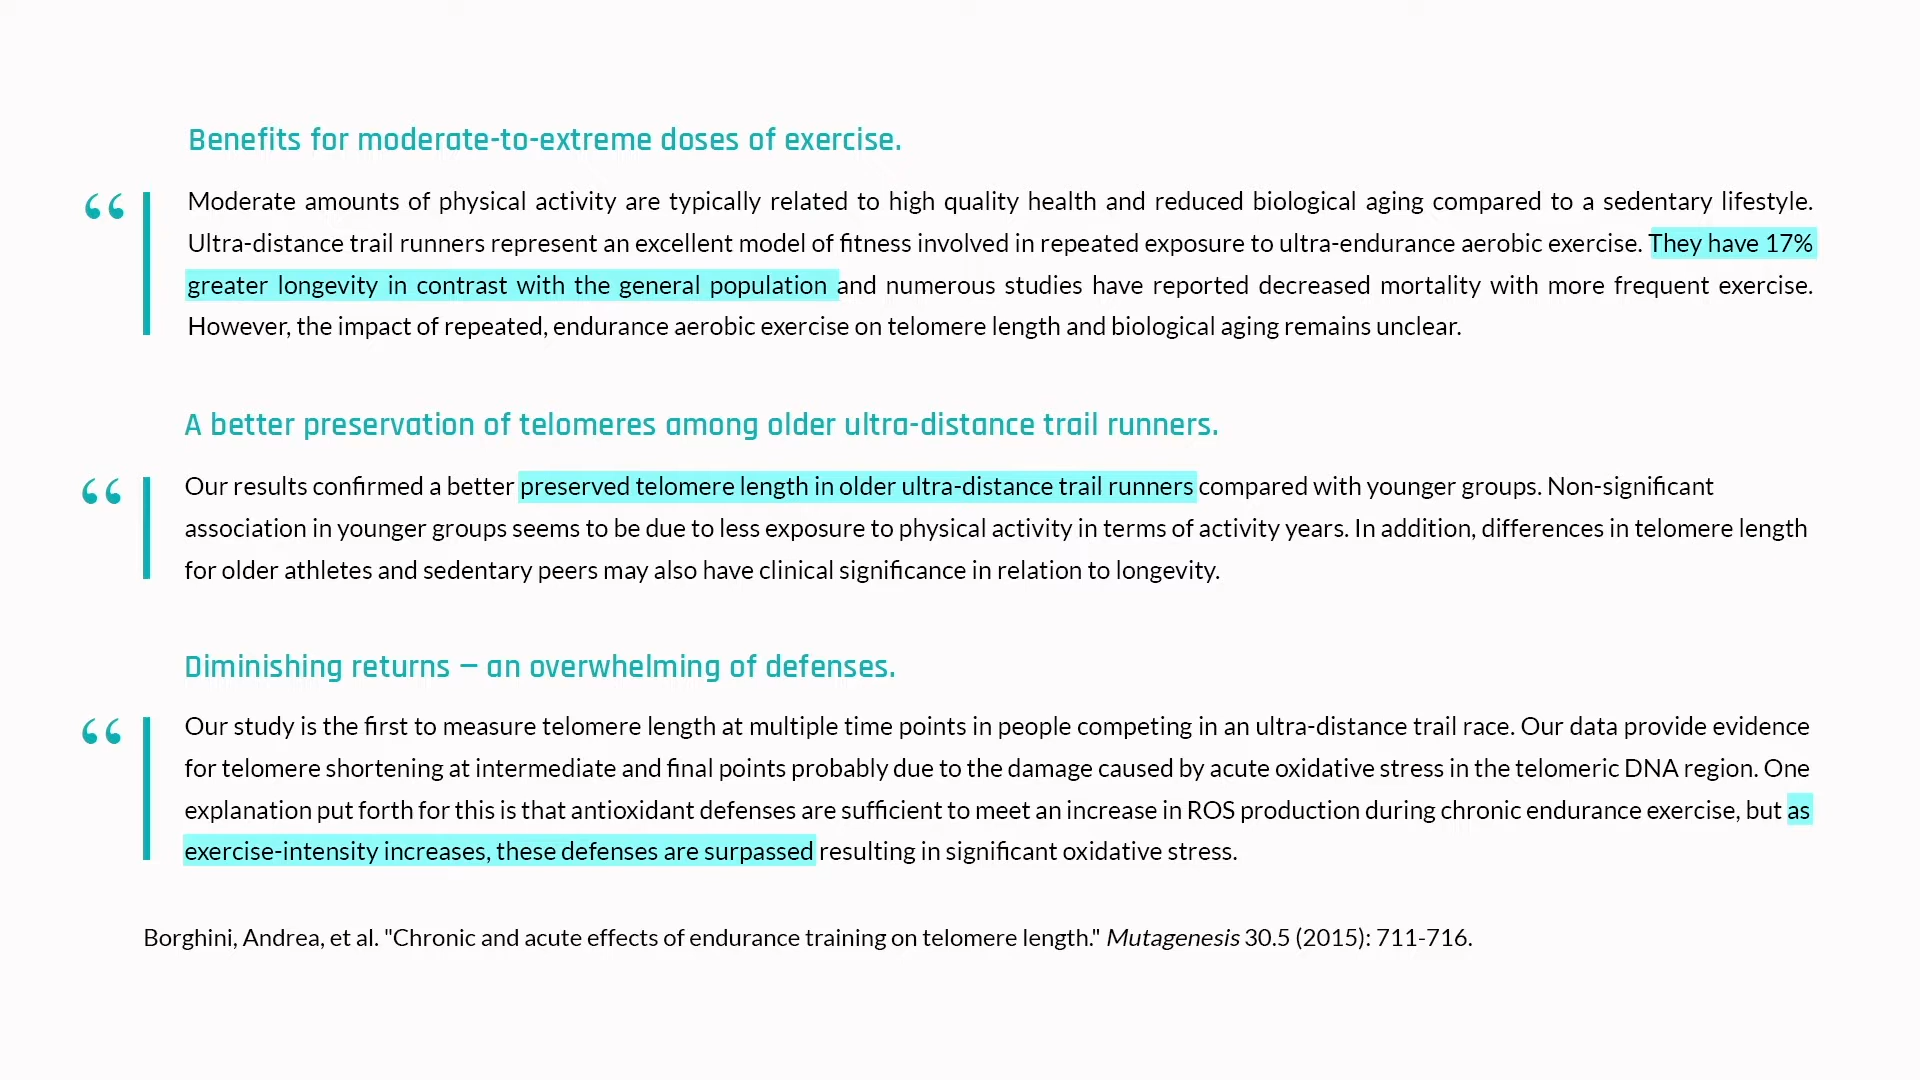 Benefits for moderate-to-extreme doses of exercise.
“
Moderate amounts of physical activity are typically related to high quality health and reduced biological aging compared to a sedentary lifestyle.
Ultra-distance trail runners represent an excellent model of fitness involved in repeated exposure to ultra-endurance aerobic exercise. They have 17%
greater longevity in contrast with the general population and numerous studies have reported decreased mortality with more frequent exercise.
However, the impact of repeated, endurance aerobic exercise on telomere length and biological aging remains unclear.
A better preservation of telomeres among older ultra-distance trail runners.
“
Our results confirmed a better preserved telomere length in older ultra-distance trail runners compared with younger groups. Non-significant
association in younger groups seems to be due to less exposure to physical activity in terms of activity years. In addition, differences in telomere length
for older athletes and sedentary peers may also have clinical significance in relation to longevity.
Diminishing returns — an overwhelming of defenses.
“
Our study is the first to measure telomere length at multiple time points in people competing in an ultra-distance trail race. Our data provide evidence
for telomere shortening at intermediate and final points probably due to the damage caused by acute oxidative stress in the telomeric DNA region. One
explanation put forth for this is that antioxidant defenses are sufficient to meet an increase in ROS production during chronic endurance exercise, but as
exercise-intensity increases, these defenses are surpassed resulting in significant oxidative stress.
Borghini, Andrea, et al. "Chronic and acute effects of endurance training on telomere length." Mutagenesis 30.5 (2015): 711-716.